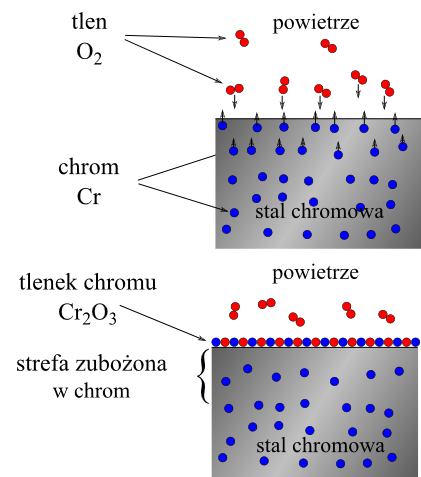 tlen
O₂
powietrze
chrom
Cr
stal chromowa
powietrze
tlenek chromu
Cr₂O₃
strefa zubożona
w chrom
stal chromowa